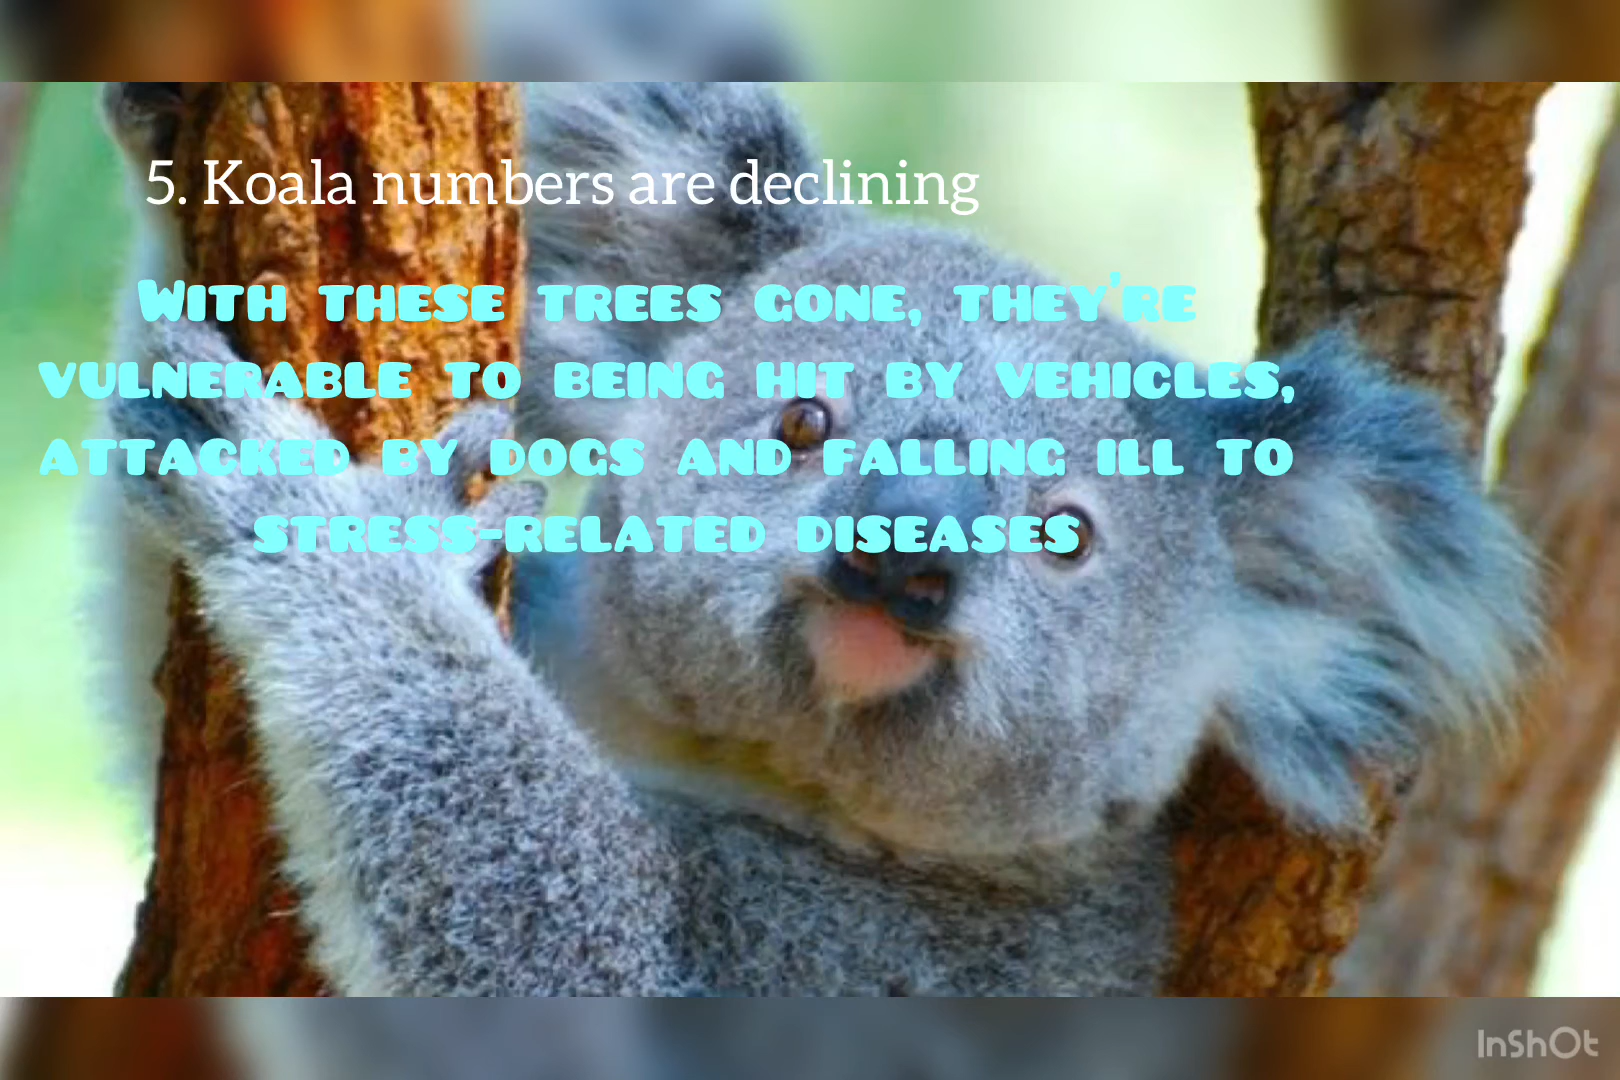 5. Koala numbers are declining
With these trees gone, they're
vulnerable to being hit by vehicles,
attacked by dogs and falling ill to
stress-related diseases
InShOt